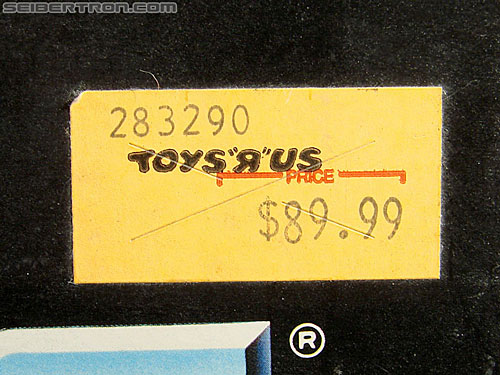 SEIBERTRON.COM
283290
TOYS"R"US
PRICE
$89.99
®